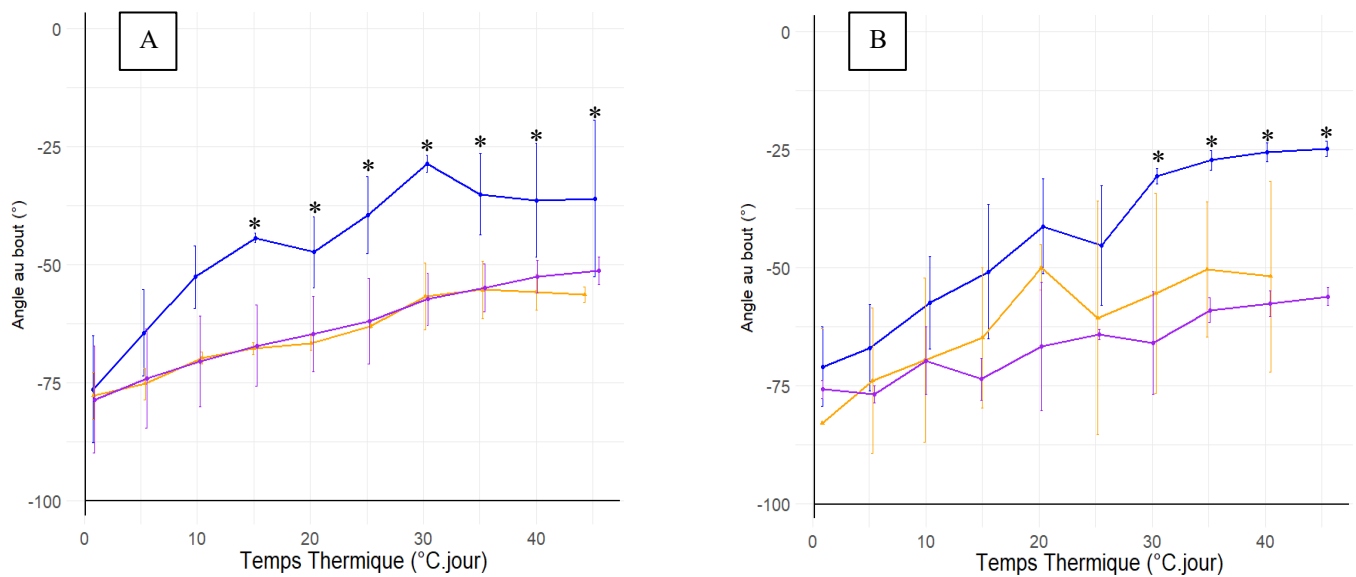 A
0
-25
-50
-75
-100
Angle au bout (°)
* * * * * * *
0 10 20 30 40
Temps Thermique (°C.jour)
B
0
-25
-50
-75
-100
Angle au bout (°)
* * * *
0 10 20 30 40
Temps Thermique (°C.jour)